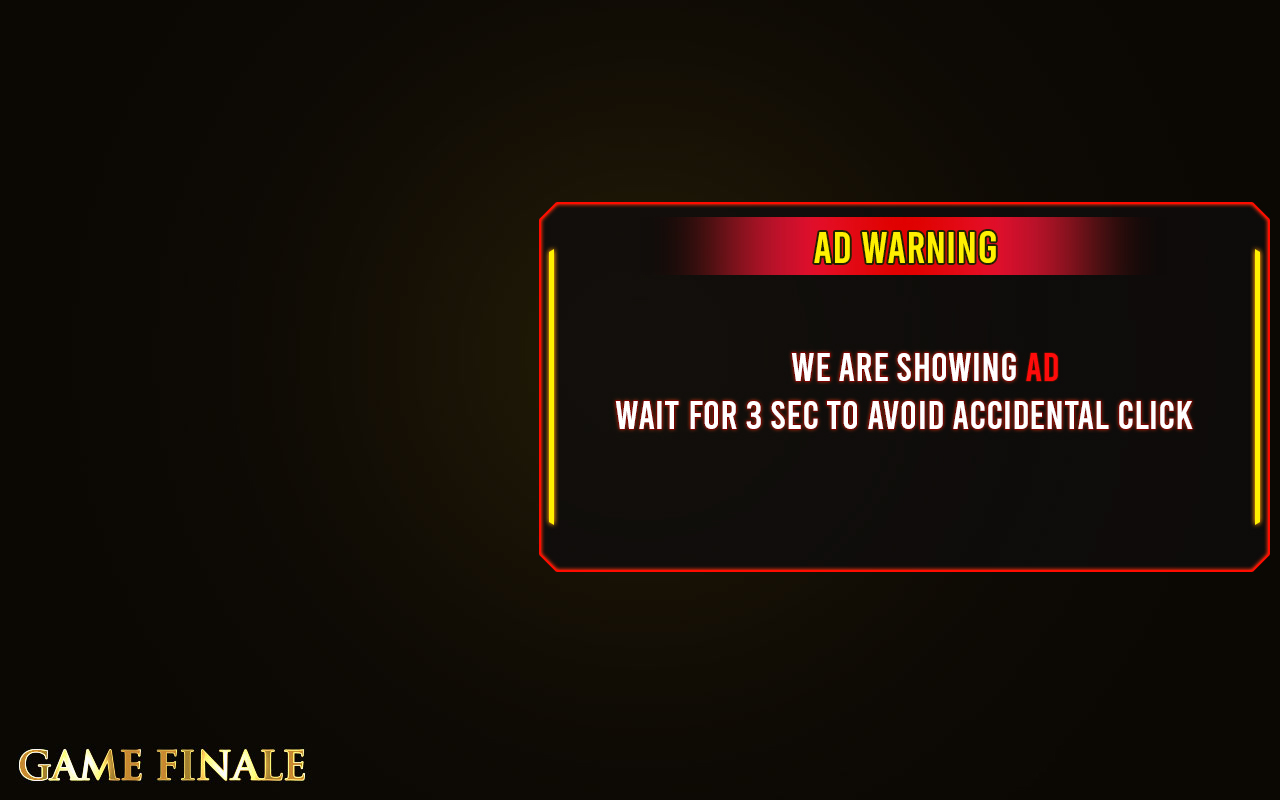 AD WARNING
WE ARE SHOWING AD
WAIT FOR 3 SEC TO AVOID ACCIDENTAL CLICK
GAME FINALE